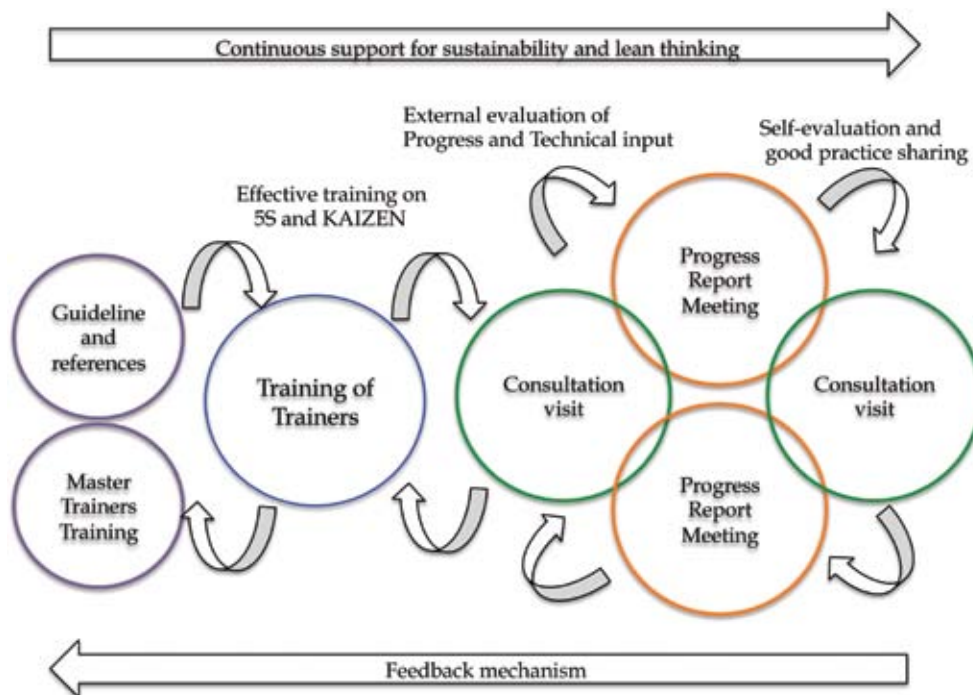 Continuous support for sustainability and lean thinking
External evaluation of
Progress and Technical input
Self-evaluation and
good practice sharing
Effective training on
5S and KAIZEN
Guideline
and
references
Master
Trainers
Training
Training of
Trainers
Consultation
visit
Progress
Report
Meeting
Progress
Report
Meeting
Consultation
visit
Feedback mechanism